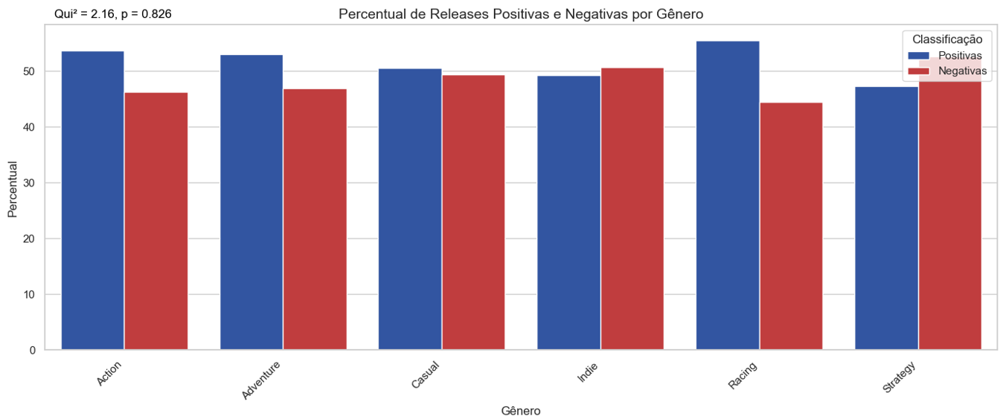 Qui² = 2.16, p = 0.826
Percentual de Releases Positivas e Negativas por Gênero
Classificação
Positivas
Negativas
Percentual
50
40
30
20
10
0
Action
Adventure
Casual
Indie
Racing
Strategy
Gênero